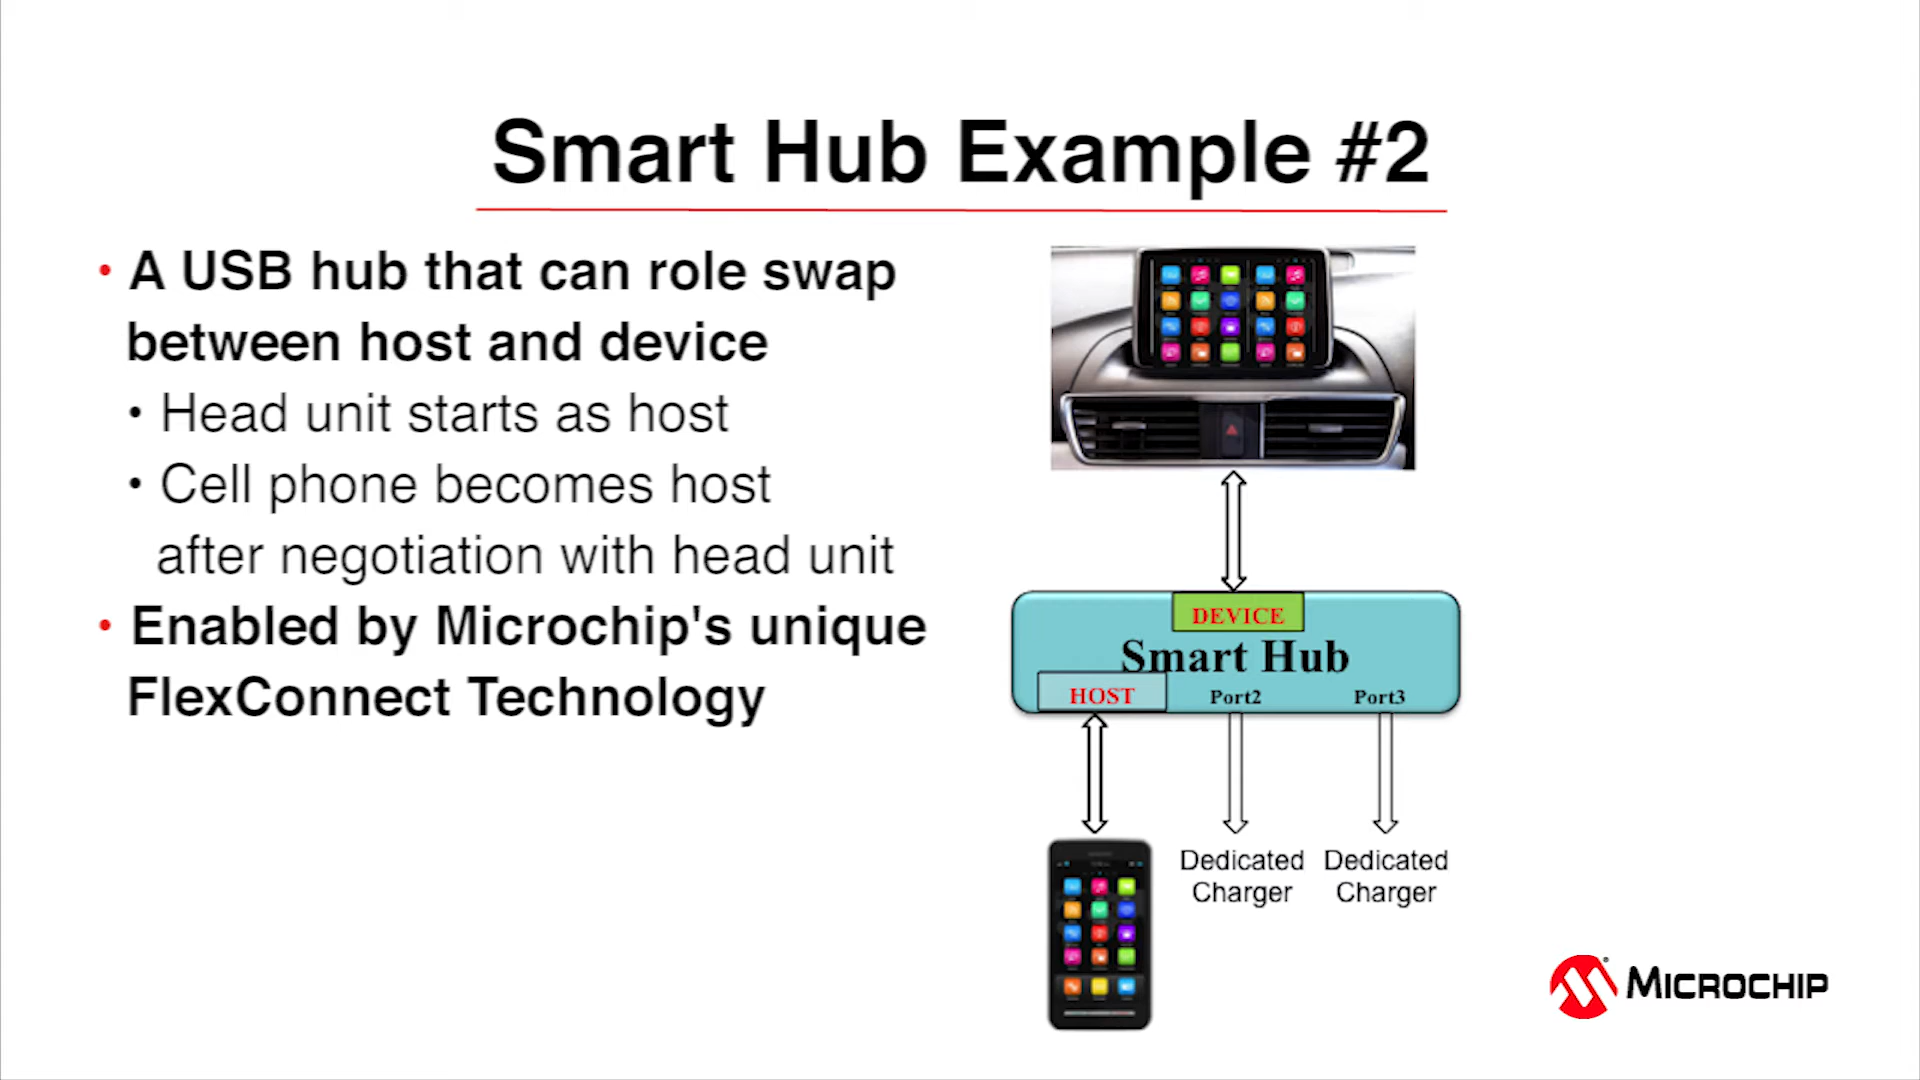 Smart Hub Example #2
• A USB hub that can role swap
between host and device
• Head unit starts as host
• Cell phone becomes host
after negotiation with head unit
• Enabled by Microchip's unique
FlexConnect Technology
DEVICE
Smart Hub
HOST
Port2
Port3
Dedicated
Charger
Dedicated
Charger
MICROCHIP